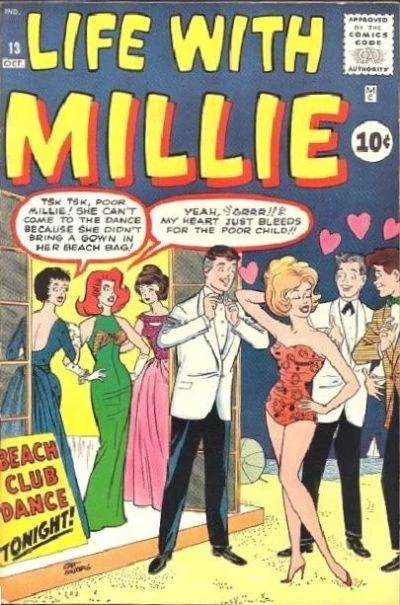 IND.
13
OCT.
LIFE WITH
MILLIE
APPROVED
BY THE
COMICS
CODE
AUTHORITY
M
C
10¢
TSK TSK, POOR
MILLIE! SHE CAN'T
COME TO THE DANCE
BECAUSE SHE DIDN'T
BRING A GOWN IN
HER BEACH BAG!
YEAH,
MY HEART JUST BLEEDS
FOR THE POOR CHILD!!
BEACH
CLUB
DANCE
TONIGHT!